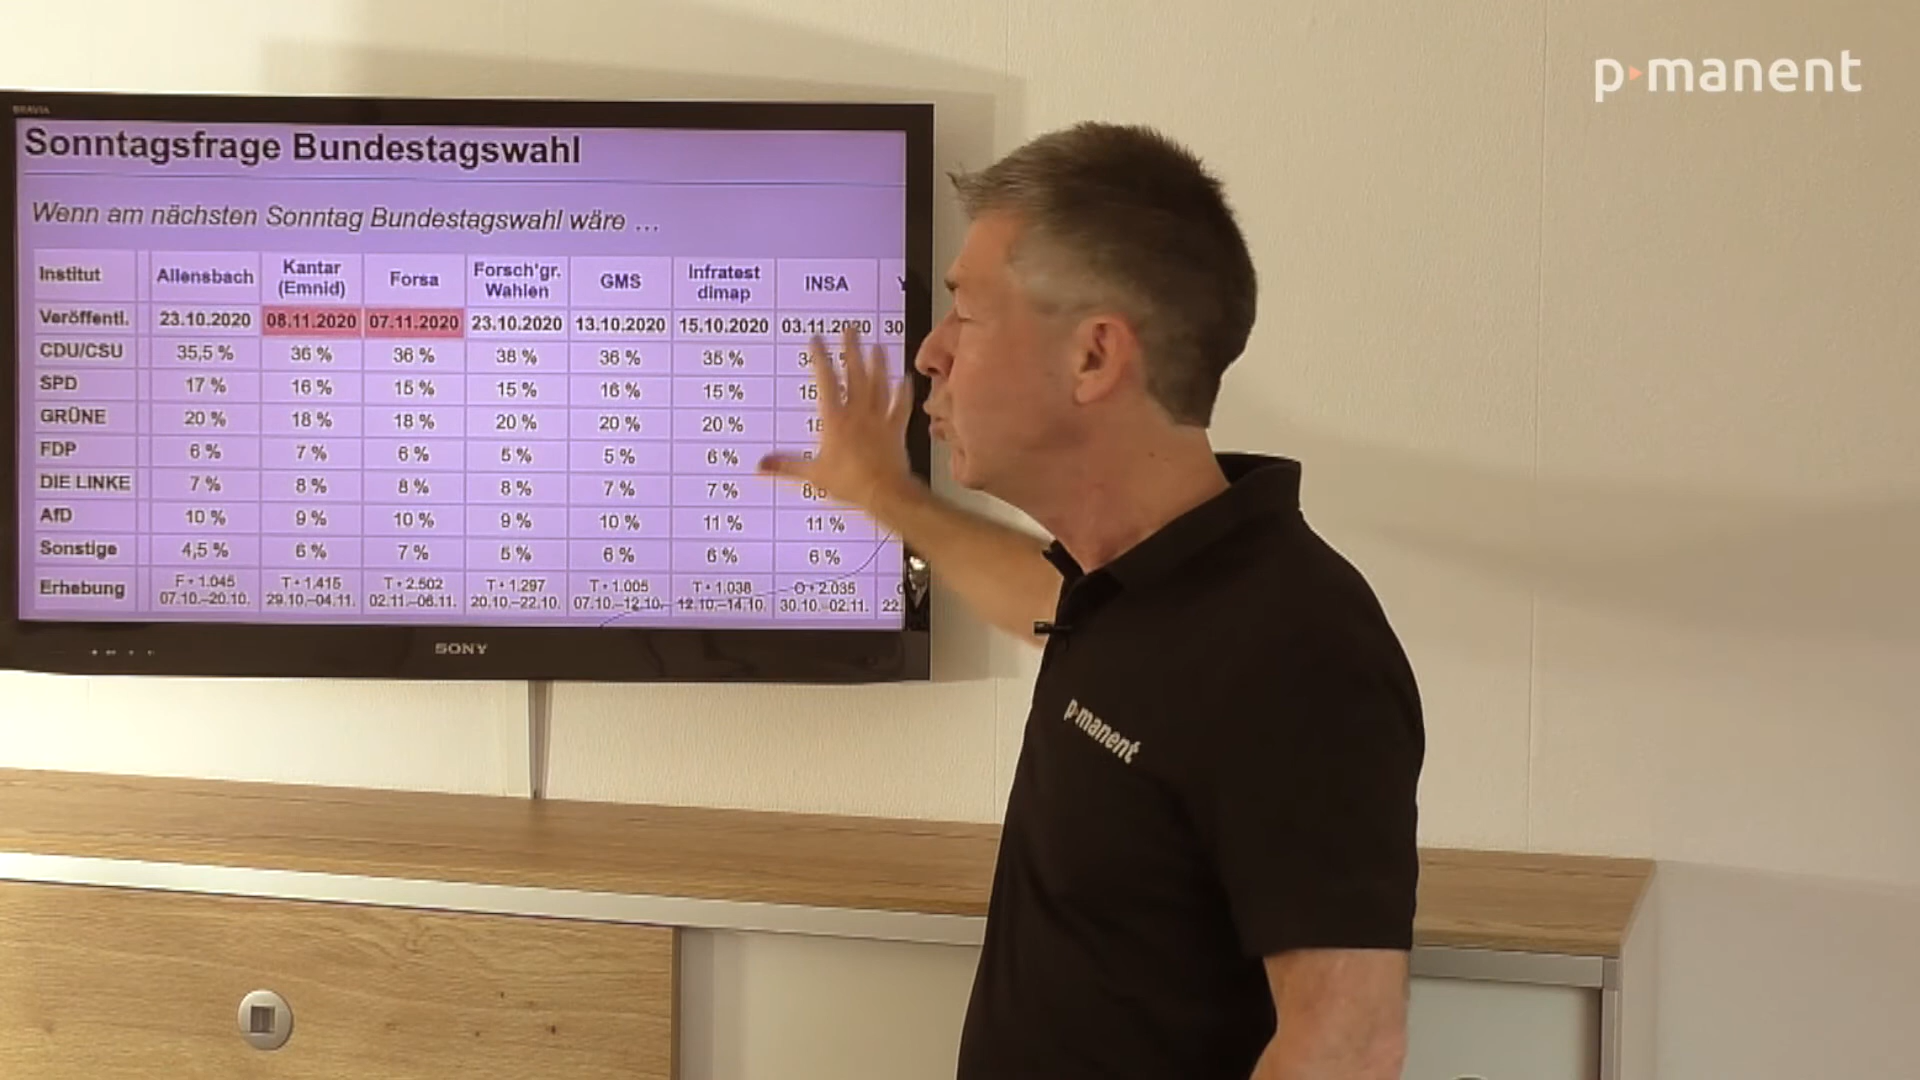 p▸manent
BRAVIA
Sonntagsfrage Bundestagswahl
Wenn am nächsten Sonntag Bundestagswahl wäre ...
Institut Allensbach Kantar (Emnid) Forsa Forsch'gr. Wahlen GMS Infratest dimap INSA Y
Veröffentl. 23.10.2020 08.11.2020 07.11.2020 23.10.2020 13.10.2020 15.10.2020 03.11.2020 30
CDU/CSU 35,5 % 36 % 36 % 38 % 36 % 35 %
SPD 17 % 16 % 15 % 15 % 16 % 15 % 15
GRÜNE 20 % 18 % 18 % 20 % 20 % 20 % 18
FDP 6 % 7 % 6 % 5 % 5 % 6 %
DIE LINKE 7 % 8 % 8 % 8 % 7 % 7 % 8,
AfD 10 % 9 % 10 % 9 % 10 % 11 % 11 %
Sonstige 4,5 % 6 % 7 % 5 % 6 % 6 % 6 %
Erhebung F • 1.045 T • 1.415 T • 2.502 T • 1.297 T • 1.005 T • 1.038 O • 2.035
07.10.–20.10. 29.10.–04.11. 02.11.–06.11. 20.10.–22.10. 07.10.–12.10. 12.10.–14.10. 30.10.–02.11. 22.
SONY
p▸manent